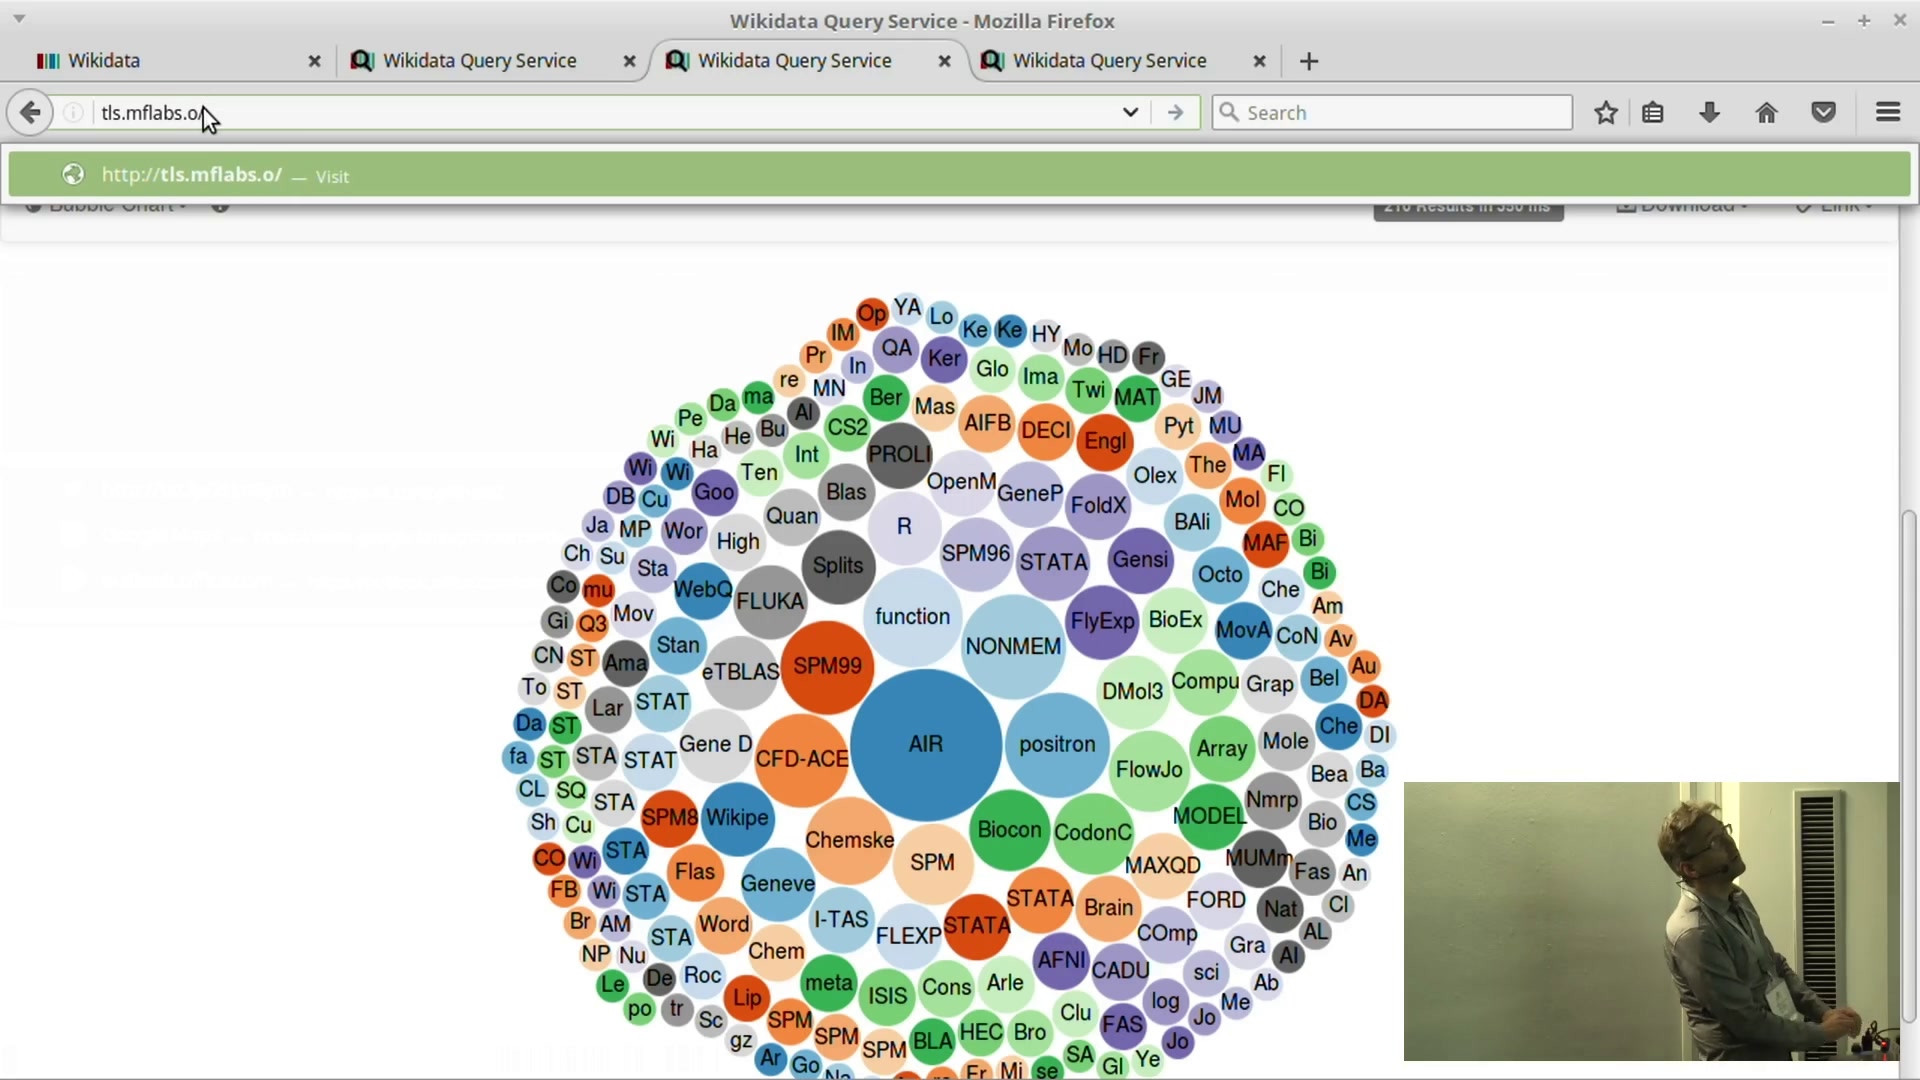 Wikidata Query Service - Mozilla Firefox
Wikidata
Wikidata Query Service
Wikidata Query Service
Wikidata Query Service
tls.mflabs.o/
Search
http://tls.mflabs.o/ — Visit
Bubble Chart
210 Results in 350 ms
Download
Link
Op YA Lo
IM Ke Ke HY
Pr In QA Ker Glo Mo HD Fr
re MN Ima Twi MAT GE JM
Pe Da ma Al Ber Mas AIFB DECI Engl Pyt MU
Wi Ha He Bu CS2 PROLI The MA
Wi Wi Ten Int OpenM GeneP Olex Fl
DB Cu Goo Blas FoldX Mol CO
Ja MP Wor High Quan R BAli MAF Bi
Ch Su Sta Splits SPM96 STATA Gensi Octo Che Bi
Co mu WebQ FLUKA function FlyExp BioEx MovA CoN Am
Gi Q3 Mov Stan NONMEM Av
CN ST Ama eTBLAS SPM99 DMol3 Compu Grap Bel Au
To ST Lar STAT DA
Da ST Gene D CFD-ACE AIR positron Array Mole Che DI
fa ST STA STAT FlowJo Bea Ba
CL SQ STA Nmrp CS
Sh Cu SPM8 Wikipe Chemske Biocon CodonC MODEL Bio Me
CO Wi STA Flas SPM MAXQD MUMm Fas An
FB Wi STA Geneve STATA Brain FORD Nat Cl
Br AM Word I-TAS FLEXP STATA COmp Gra AL
NP Nu STA Chem AFNI CADU sci Al
Le De Roc meta ISIS Cons Arle log Me Ab
po tr Sc Lip SPM SPM BLA HEC Bro Clu FAS Jo
gz Ar Go SPM SA Gl Ye Jo
Mi se